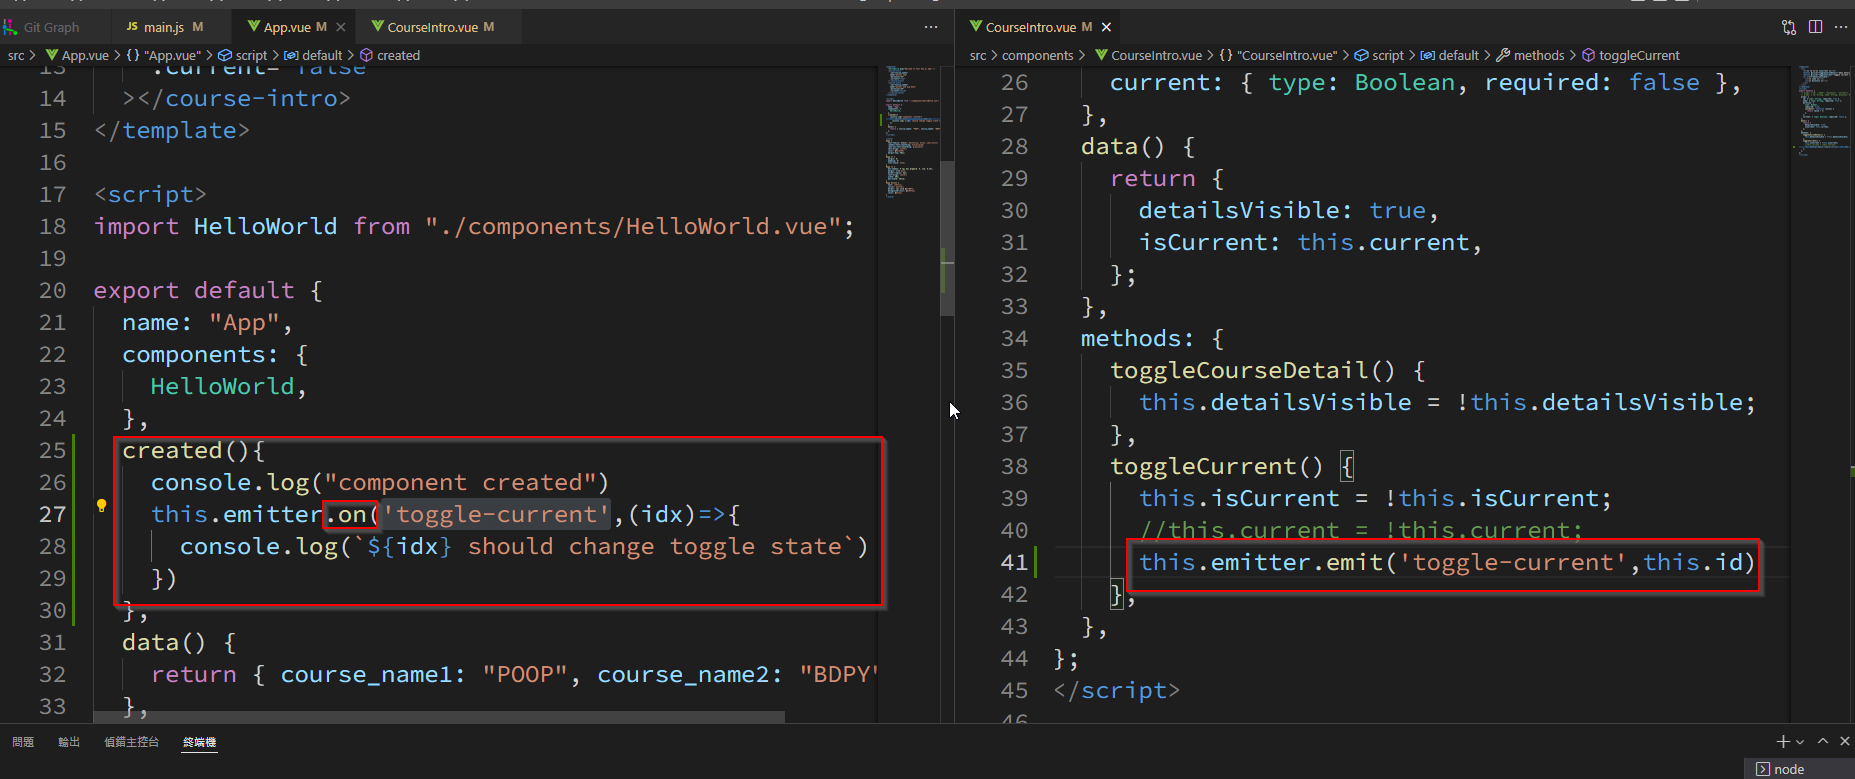 Git Graph
JS main.js M
App.vue M
CourseIntro.vue M
src > App.vue > {} "App.vue" > script > default > created
13 :current="false"
14 ></course-intro>
15 </template>
16
17 <script>
18 import HelloWorld from "./components/HelloWorld.vue";
19
20 export default {
21 name: "App",
22 components: {
23 HelloWorld,
24 },
25 created(){
26 console.log("component created")
27 this.emitter.on('toggle-current',(idx)=>{
28 console.log(`${idx} should change toggle state`)
29 })
30 },
31 data() {
32 return { course_name1: "POOP", course_name2: "BDPY"
33 },
CourseIntro.vue M
src > components > CourseIntro.vue > {} "CourseIntro.vue" > script > default > methods > toggleCurrent
26 current: { type: Boolean, required: false },
27 },
28 data() {
29 return {
30 detailsVisible: true,
31 isCurrent: this.current,
32 };
33 },
34 methods: {
35 toggleCourseDetail() {
36 this.detailsVisible = !this.detailsVisible;
37 },
38 toggleCurrent() {
39 this.isCurrent = !this.isCurrent;
40 //this.current = !this.current;
41 this.emitter.emit('toggle-current',this.id)
42 },
43 },
44 };
45 </script>
46
問題 輸出 偵錯主控台 終端機
node